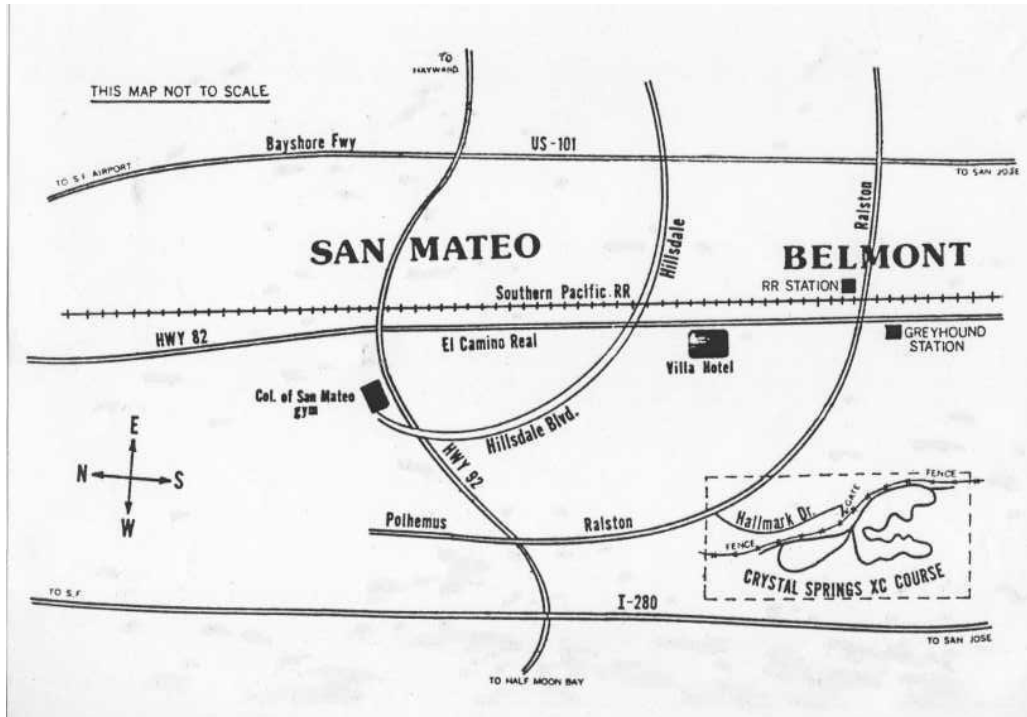 TO
HAYWARD
THIS MAP NOT TO SCALE
Bayshore Fwy
US-101
TO S.F. AIRPORT
TO SAN JOSE
Ralston
Hillsdale
SAN MATEO
BELMONT
RR STATION
Southern Pacific RR
HWY 82
El Camino Real
GREYHOUND
STATION
Villa Hotel
Col. of San Mateo
gym
Hillsdale Blvd.
HWY 92
E
N
S
W
FENCE
GATE
Hallmark Dr.
Polhemus
Ralston
FENCE
CRYSTAL SPRINGS XC COURSE
TO S.F.
I-280
TO SAN JOSE
TO HALF MOON BAY